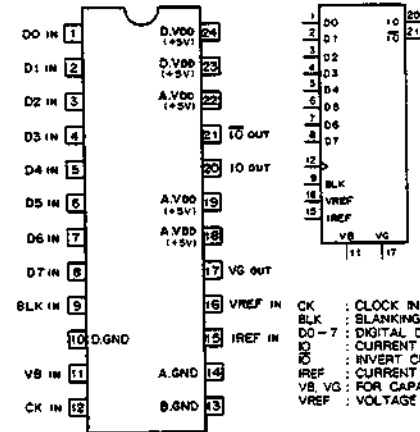 D0 IN 1
D1 IN 2
D2 IN 3
D3 IN 4
D4 IN 5
D5 IN 6
D6 IN 7
D7 IN 8
BLK IN 9
10 D.GND
VB IN 11
CK IN 12
D.VDD 24
(+5V)
D.VDD 23
(+5V)
A.VDD 22
(+5V)
21 IO OUT
20 IO OUT
A.VDD 19
(+5V)
A.VDD 18
(+5V)
17 VG OUT
16 VREF IN
15 IREF IN
A.GND 14
B.GND 13
1 D0 IO 20
2 D1 IO 21
3 D2
4 D3
5 D4
6 D5
7 D6
8 D7
12
9 BLK
16 VREF
15 IREF
VB VG
11 17
CK : CLOCK IN
BLK : BLANKING
D0-7 : DIGITAL D
IO : CURRENT
IO : INVERT C
IREF : CURRENT
VB, VG : FOR CAPA
VREF : VOLTAGE